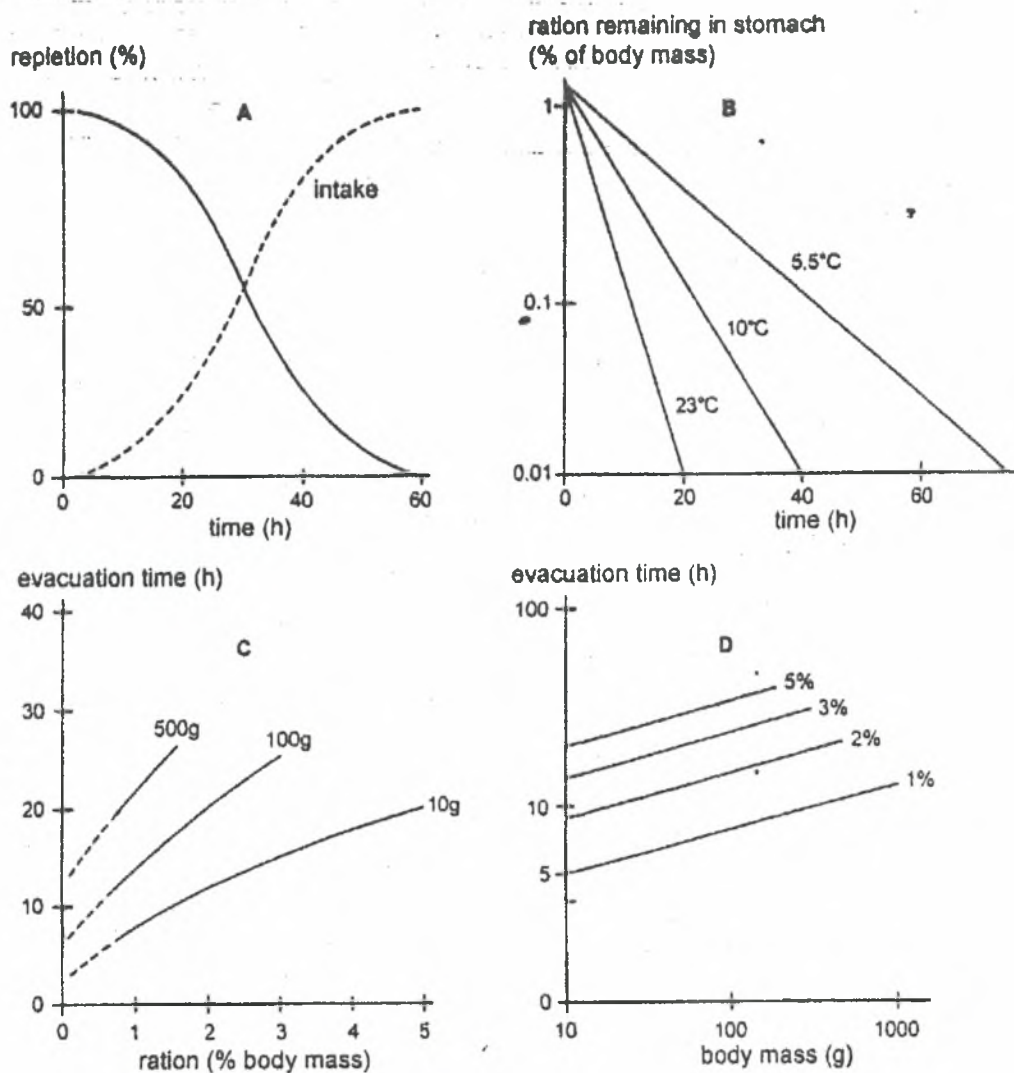 repletion (%)
100
50
0
0
20
40
60
time (h)
A
intake
ration remaining in stomach
(% of body mass)
1
0.1
0.01
0
20
40
60
time (h)
B
5.5°C
10°C
23°C
evacuation time (h)
40
30
20
10
0
0
1
2
3
4
5
ration (% body mass)
C
500g
100g
10g
evacuation time (h)
100
10
5
0
10
100
1000
body mass (g)
D
5%
3%
2%
1%